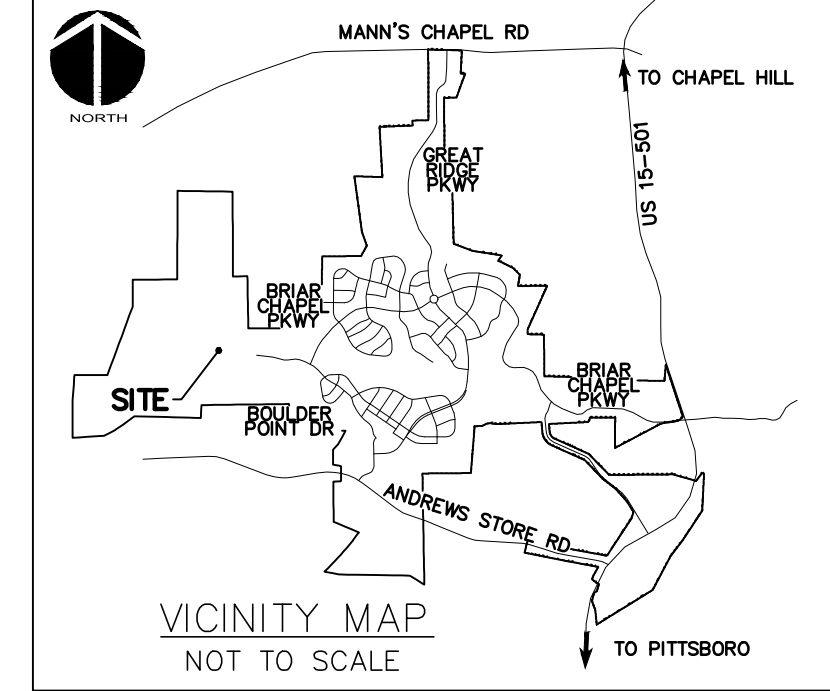 MANN'S CHAPEL RD
TO CHAPEL HILL
NORTH
US 15-501
GREAT
RIDGE
PKWY
BRIAR
CHAPEL
PKWY
SITE
BRIAR
CHAPEL
PKWY
BOULDER
POINT DR
ANDREWS STORE RD
VICINITY MAP
NOT TO SCALE
TO PITTSBORO